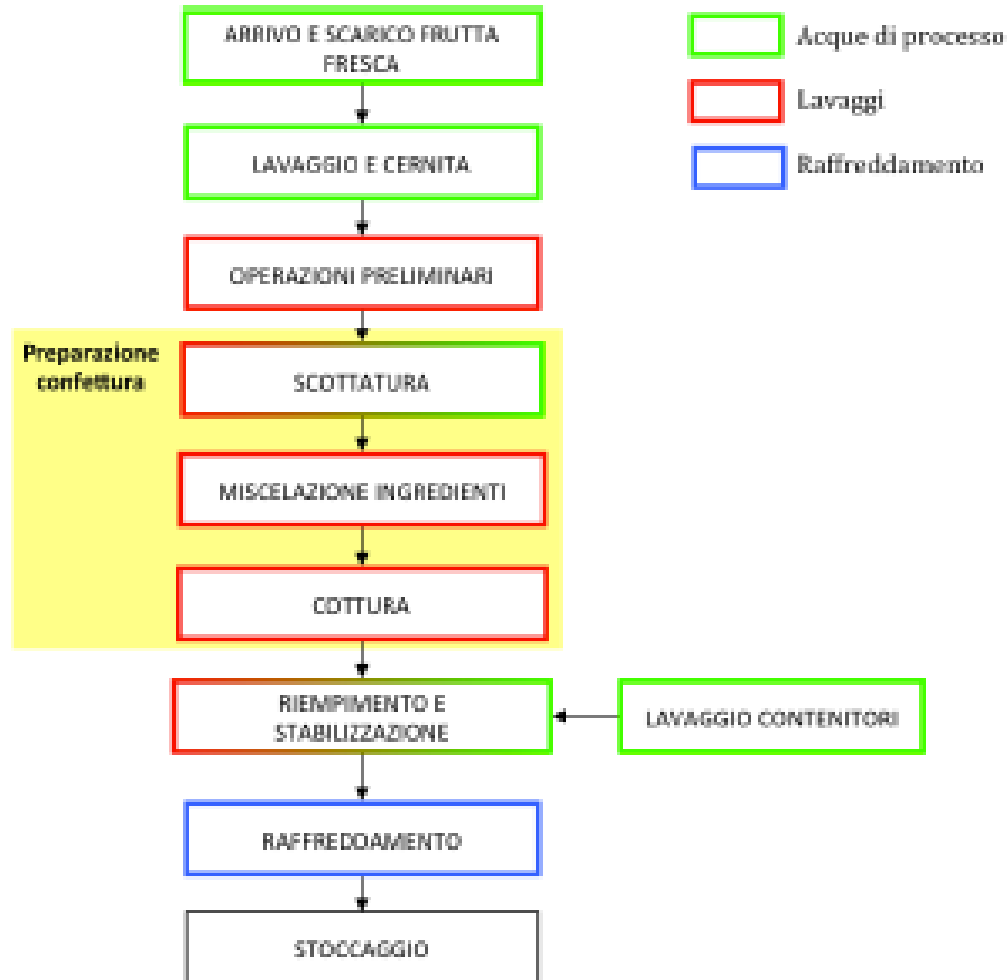 ARRIVO E SCARICO FRUTTA
FRESCA
Acque di processo
Lavaggi
Raffreddamento
LAVAGGIO E CERNITA
OPERAZIONI PRELIMINARI
Preparazione
confettura
SCOTTATURA
MISCELAZIONE INGREDIENTI
COTTURA
RIEMPIMENTO E
STABILIZZAZIONE
LAVAGGIO CONTENITORI
RAFFREDDAMENTO
STOCCAGGIO